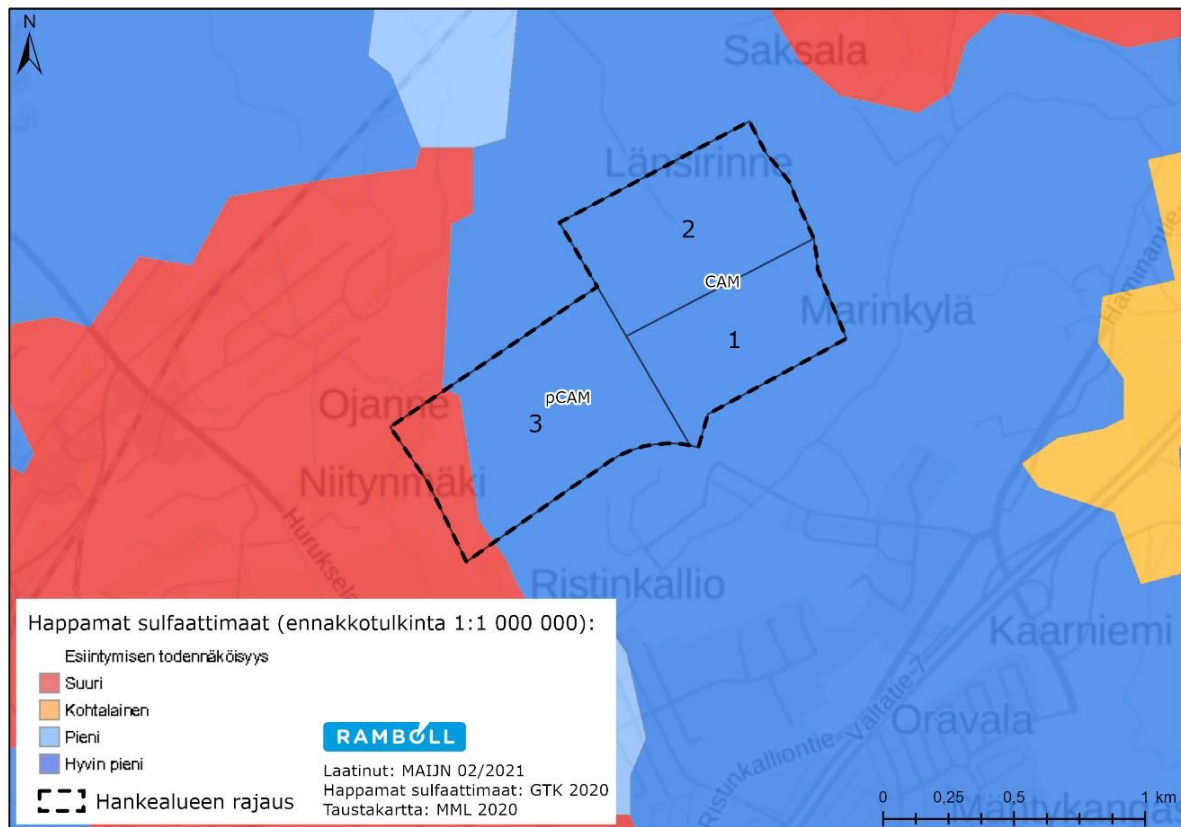 N
Saksala
Länsirinne
2
CAM
Haminantie
Marinkylä
1
Ojanne
pCAM
3
Niitynmäki
Huruksela
Ristinkallio
Kaarniemi
Ristinkalliontie
Valtatie 7
Oravala
Mäntykangas
Happamat sulfaattimaat (ennakkotulkinta 1:1 000 000):
Esiintymisen todennäköisyys
Suuri
Kohtalainen
Pieni
Hyvin pieni
Hankealueen rajaus
RAMBOLL
Laatinut: MAIJN 02/2021
Happamat sulfaattimaat: GTK 2020
Taustakartta: MML 2020
0 0,25 0,5 1 km